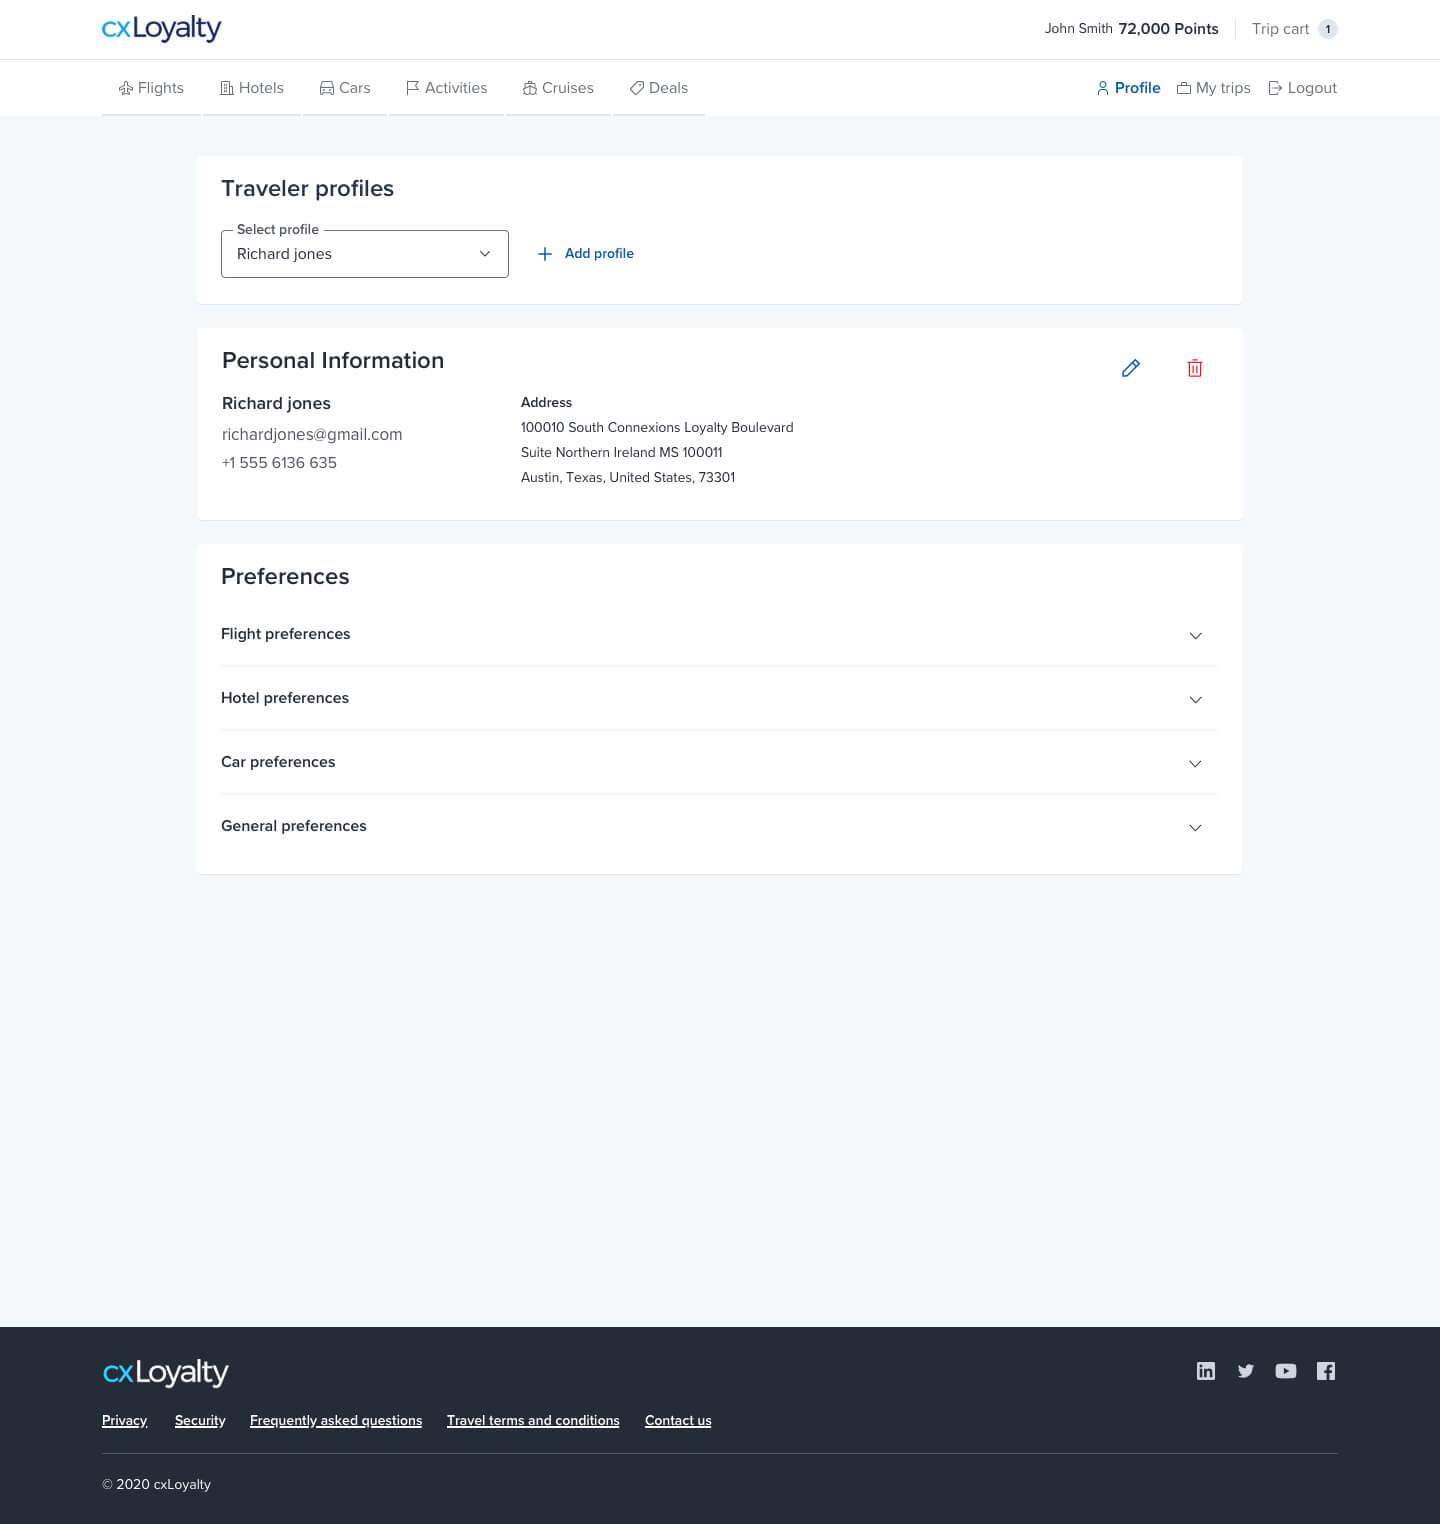 cxLoyalty
John Smith 72,000 Points
Trip cart 1
Flights
Hotels
Cars
Activities
Cruises
Deals
Profile
My trips
Logout
Traveler profiles
Select profile
Richard jones
Add profile
Personal Information
Richard jones
richardjones@gmail.com
+1 555 6136 635
Address
100010 South Connexions Loyalty Boulevard
Suite Northern Ireland MS 100011
Austin, Texas, United States, 73301
Preferences
Flight preferences
Hotel preferences
Car preferences
General preferences
cxLoyalty
Privacy
Security
Frequently asked questions
Travel terms and conditions
Contact us
© 2020 cxLoyalty